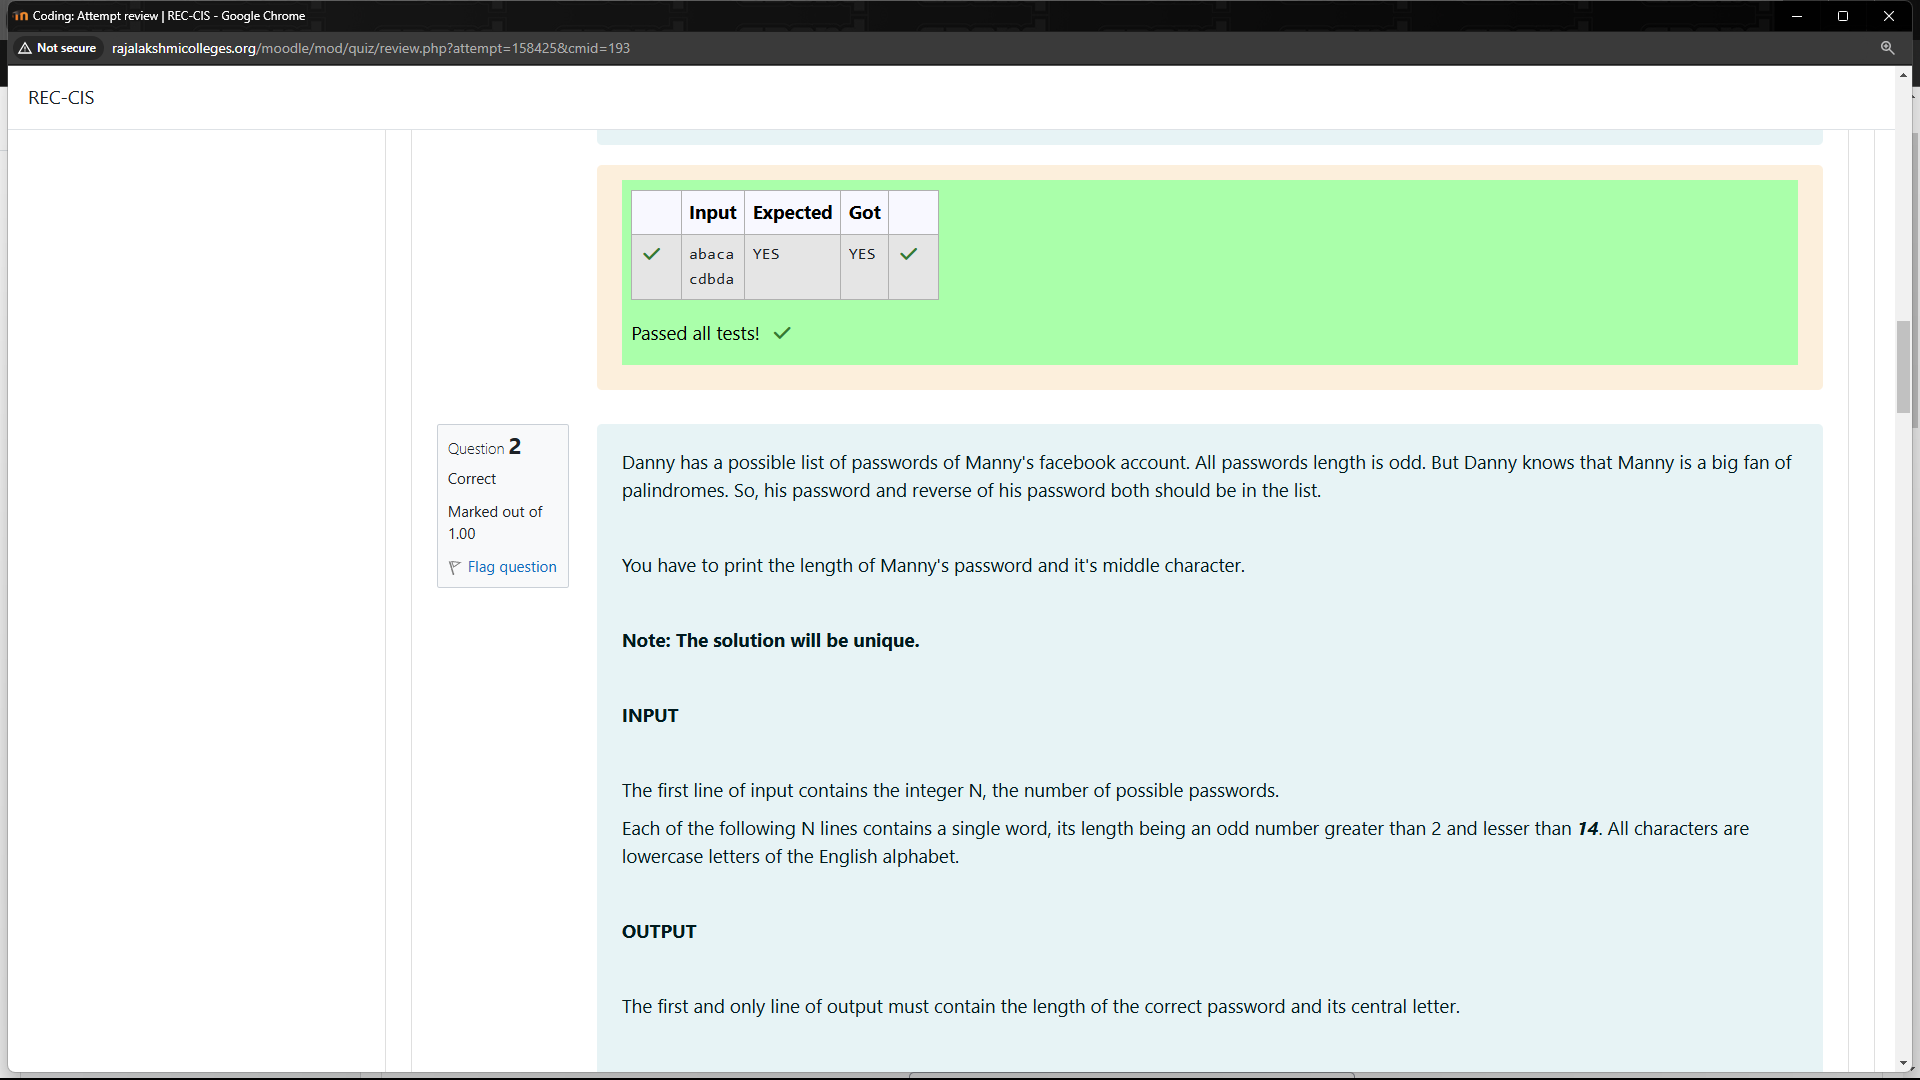 Coding: Attempt review | REC-CIS - Google Chrome
Not secure rajalakshmicolleges.org/moodle/mod/quiz/review.php?attempt=158425&cmid=193
REC-CIS
Input Expected Got
abaca YES YES
cdbda
Passed all tests!
Question 2
Correct
Marked out of
1.00
Flag question
Danny has a possible list of passwords of Manny's facebook account. All passwords length is odd. But Danny knows that Manny is a big fan of
palindromes. So, his password and reverse of his password both should be in the list.
You have to print the length of Manny's password and it's middle character.
Note: The solution will be unique.
INPUT
The first line of input contains the integer N, the number of possible passwords.
Each of the following N lines contains a single word, its length being an odd number greater than 2 and lesser than 14. All characters are
lowercase letters of the English alphabet.
OUTPUT
The first and only line of output must contain the length of the correct password and its central letter.